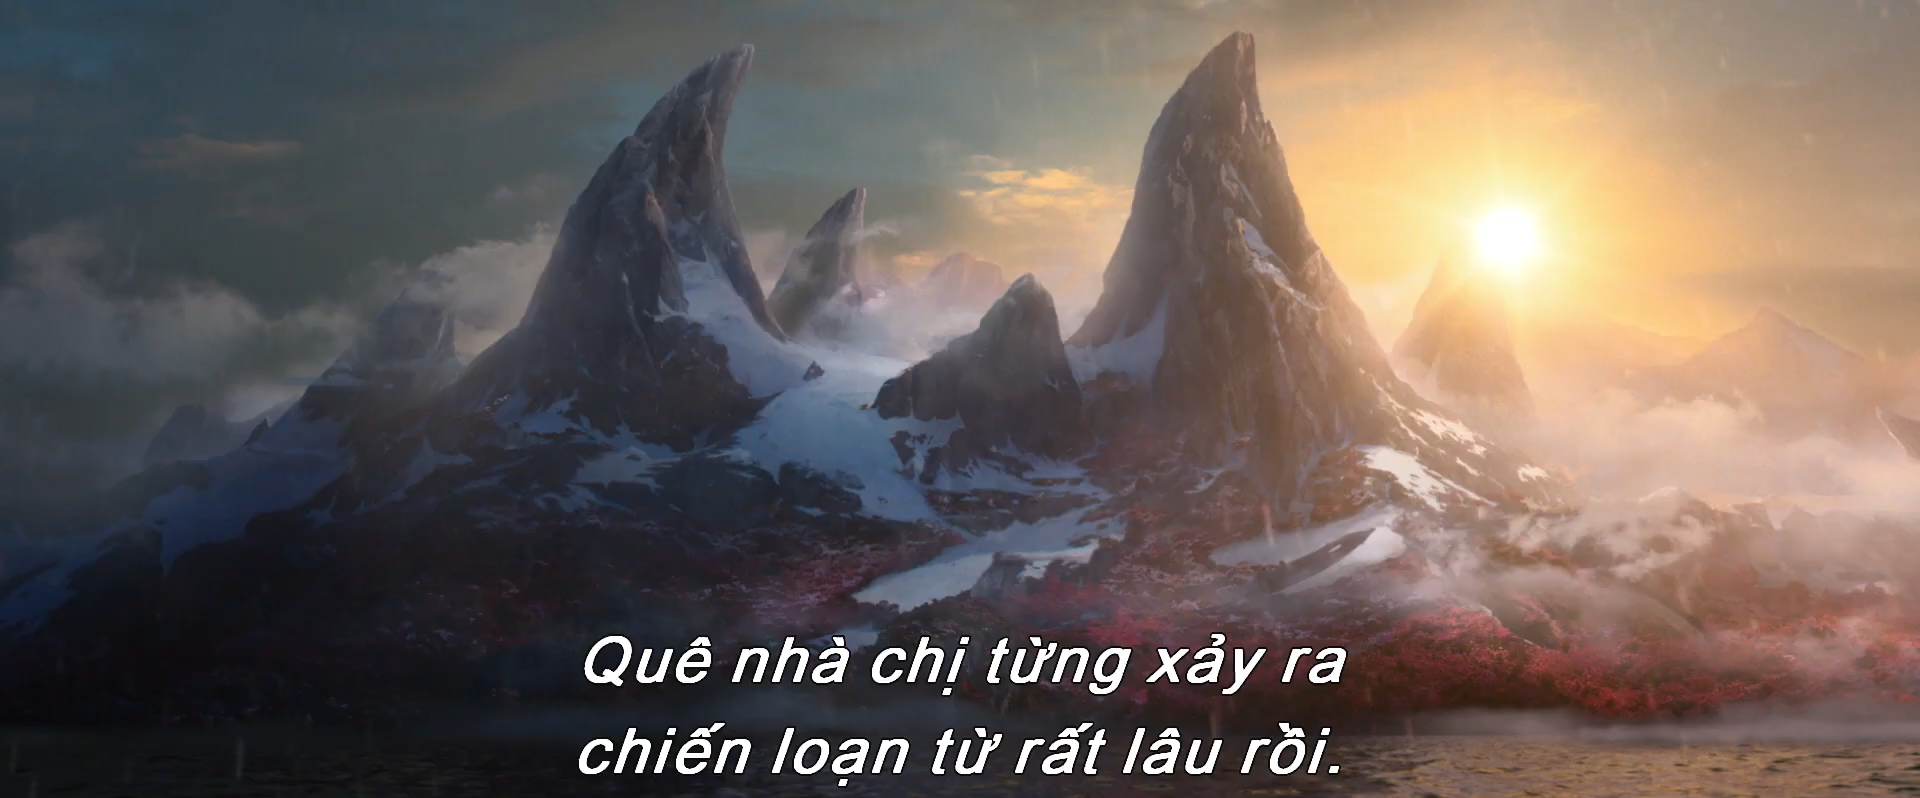 Quê nhà chị từng xảy ra
chiến loạn từ rất lâu rồi.